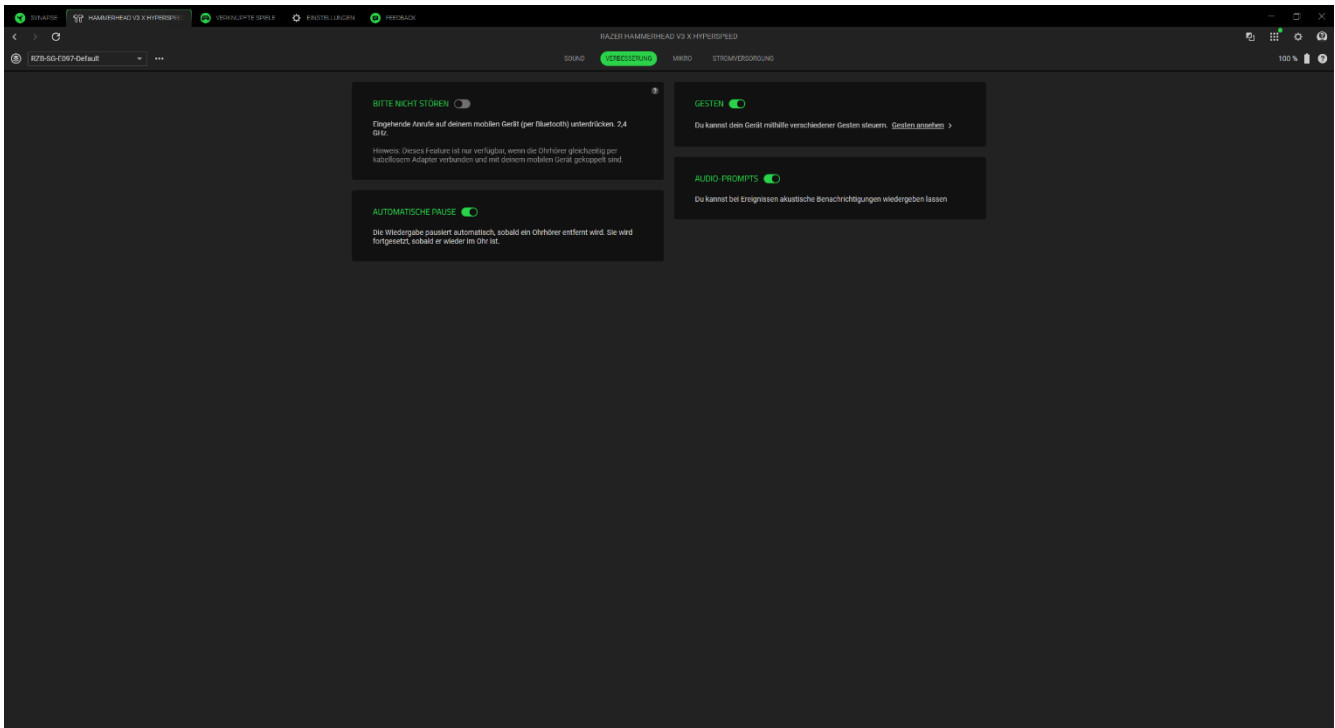 SYNAPSE
HAMMERHEAD V3 X HYPERSPEED
VERKNÜPFTE SPIELE
EINSTELLUNGEN
FEEDBACK
RAZER HAMMERHEAD V3 X HYPERSPEED
RZB-SG-E097-Default
SOUND
VERBESSERUNG
MIKRO
STROMVERSORGUNG
100 %
BITTE NICHT STÖREN
Eingehende Anrufe auf deinem mobilen Gerät (per Bluetooth) unterdrücken. 2,4
GHz.
Hinweis: Dieses Feature ist nur verfügbar, wenn die Ohrhörer gleichzeitig per
kabellosem Adapter verbunden und mit deinem mobilen Gerät gekoppelt sind.
AUTOMATISCHE PAUSE
Die Wiedergabe pausiert automatisch, sobald ein Ohrhörer entfernt wird. Sie wird
fortgesetzt, sobald er wieder im Ohr ist.
GESTEN
Du kannst dein Gerät mithilfe verschiedener Gesten steuern. Gesten ansehen >
AUDIO-PROMPTS
Du kannst bei Ereignissen akustische Benachrichtigungen wiedergeben lassen